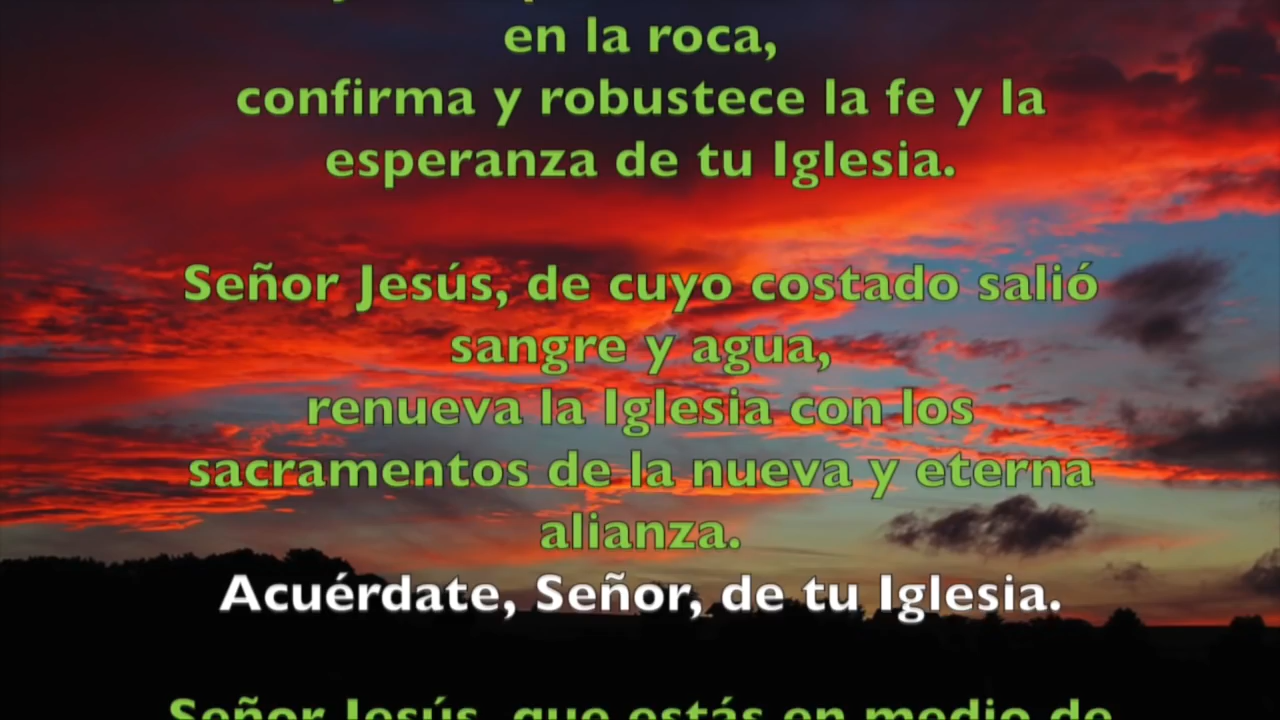 en la roca,
confirma y robustece la fe y la
esperanza de tu Iglesia.
Señor Jesús, de cuyo costado salió
sangre y agua,
renueva la Iglesia con los
sacramentos de la nueva y eterna
alianza.
Acuérdate, Señor, de tu Iglesia.
Señor Jesús, que estás en medio de